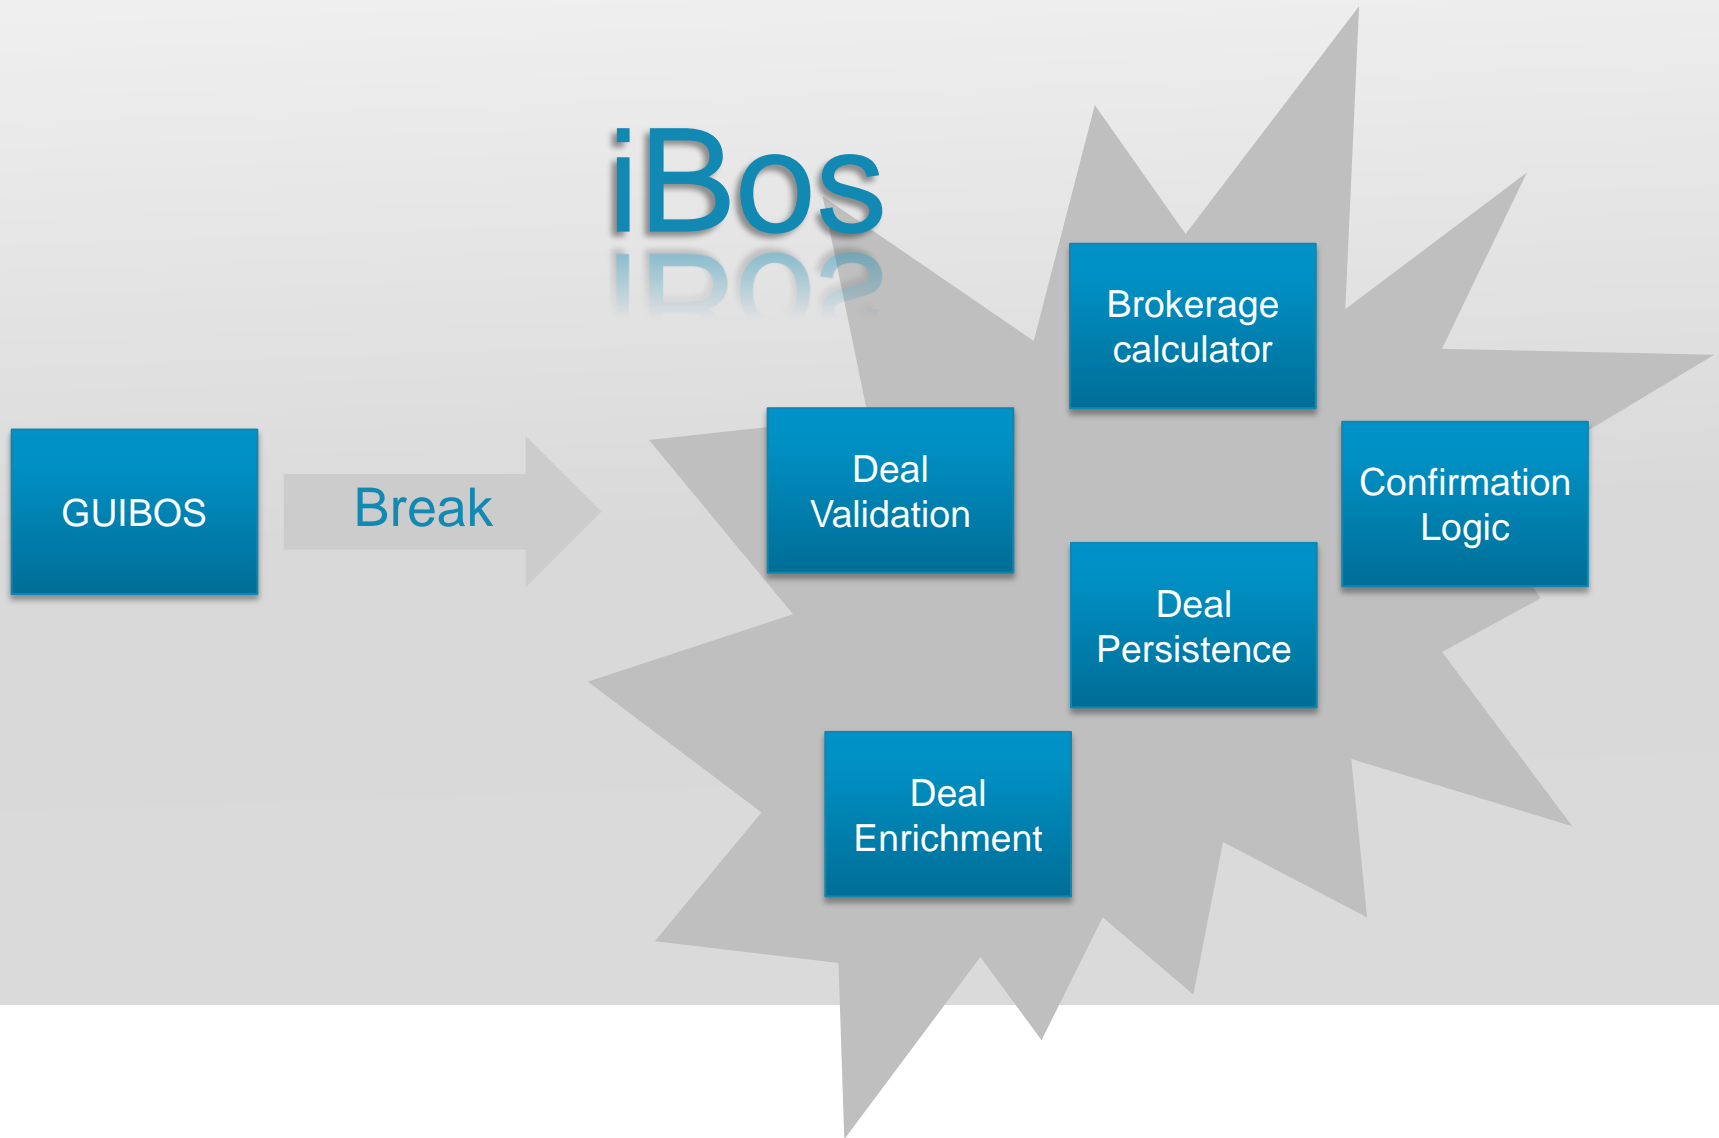 iBos
GUIBOS
Break
Brokerage
calculator
Deal
Validation
Confirmation
Logic
Deal
Persistence
Deal
Enrichment